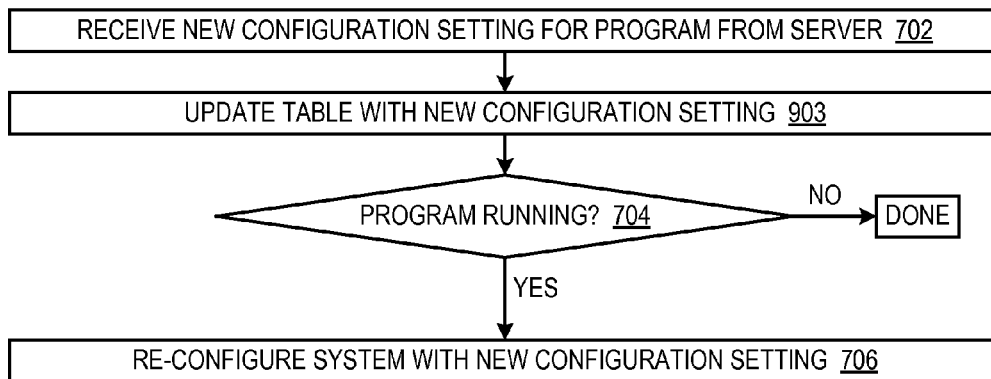 RECEIVE NEW CONFIGURATION SETTING FOR PROGRAM FROM SERVER 702
UPDATE TABLE WITH NEW CONFIGURATION SETTING 903
PROGRAM RUNNING? 704
NO
DONE
YES
RE-CONFIGURE SYSTEM WITH NEW CONFIGURATION SETTING 706